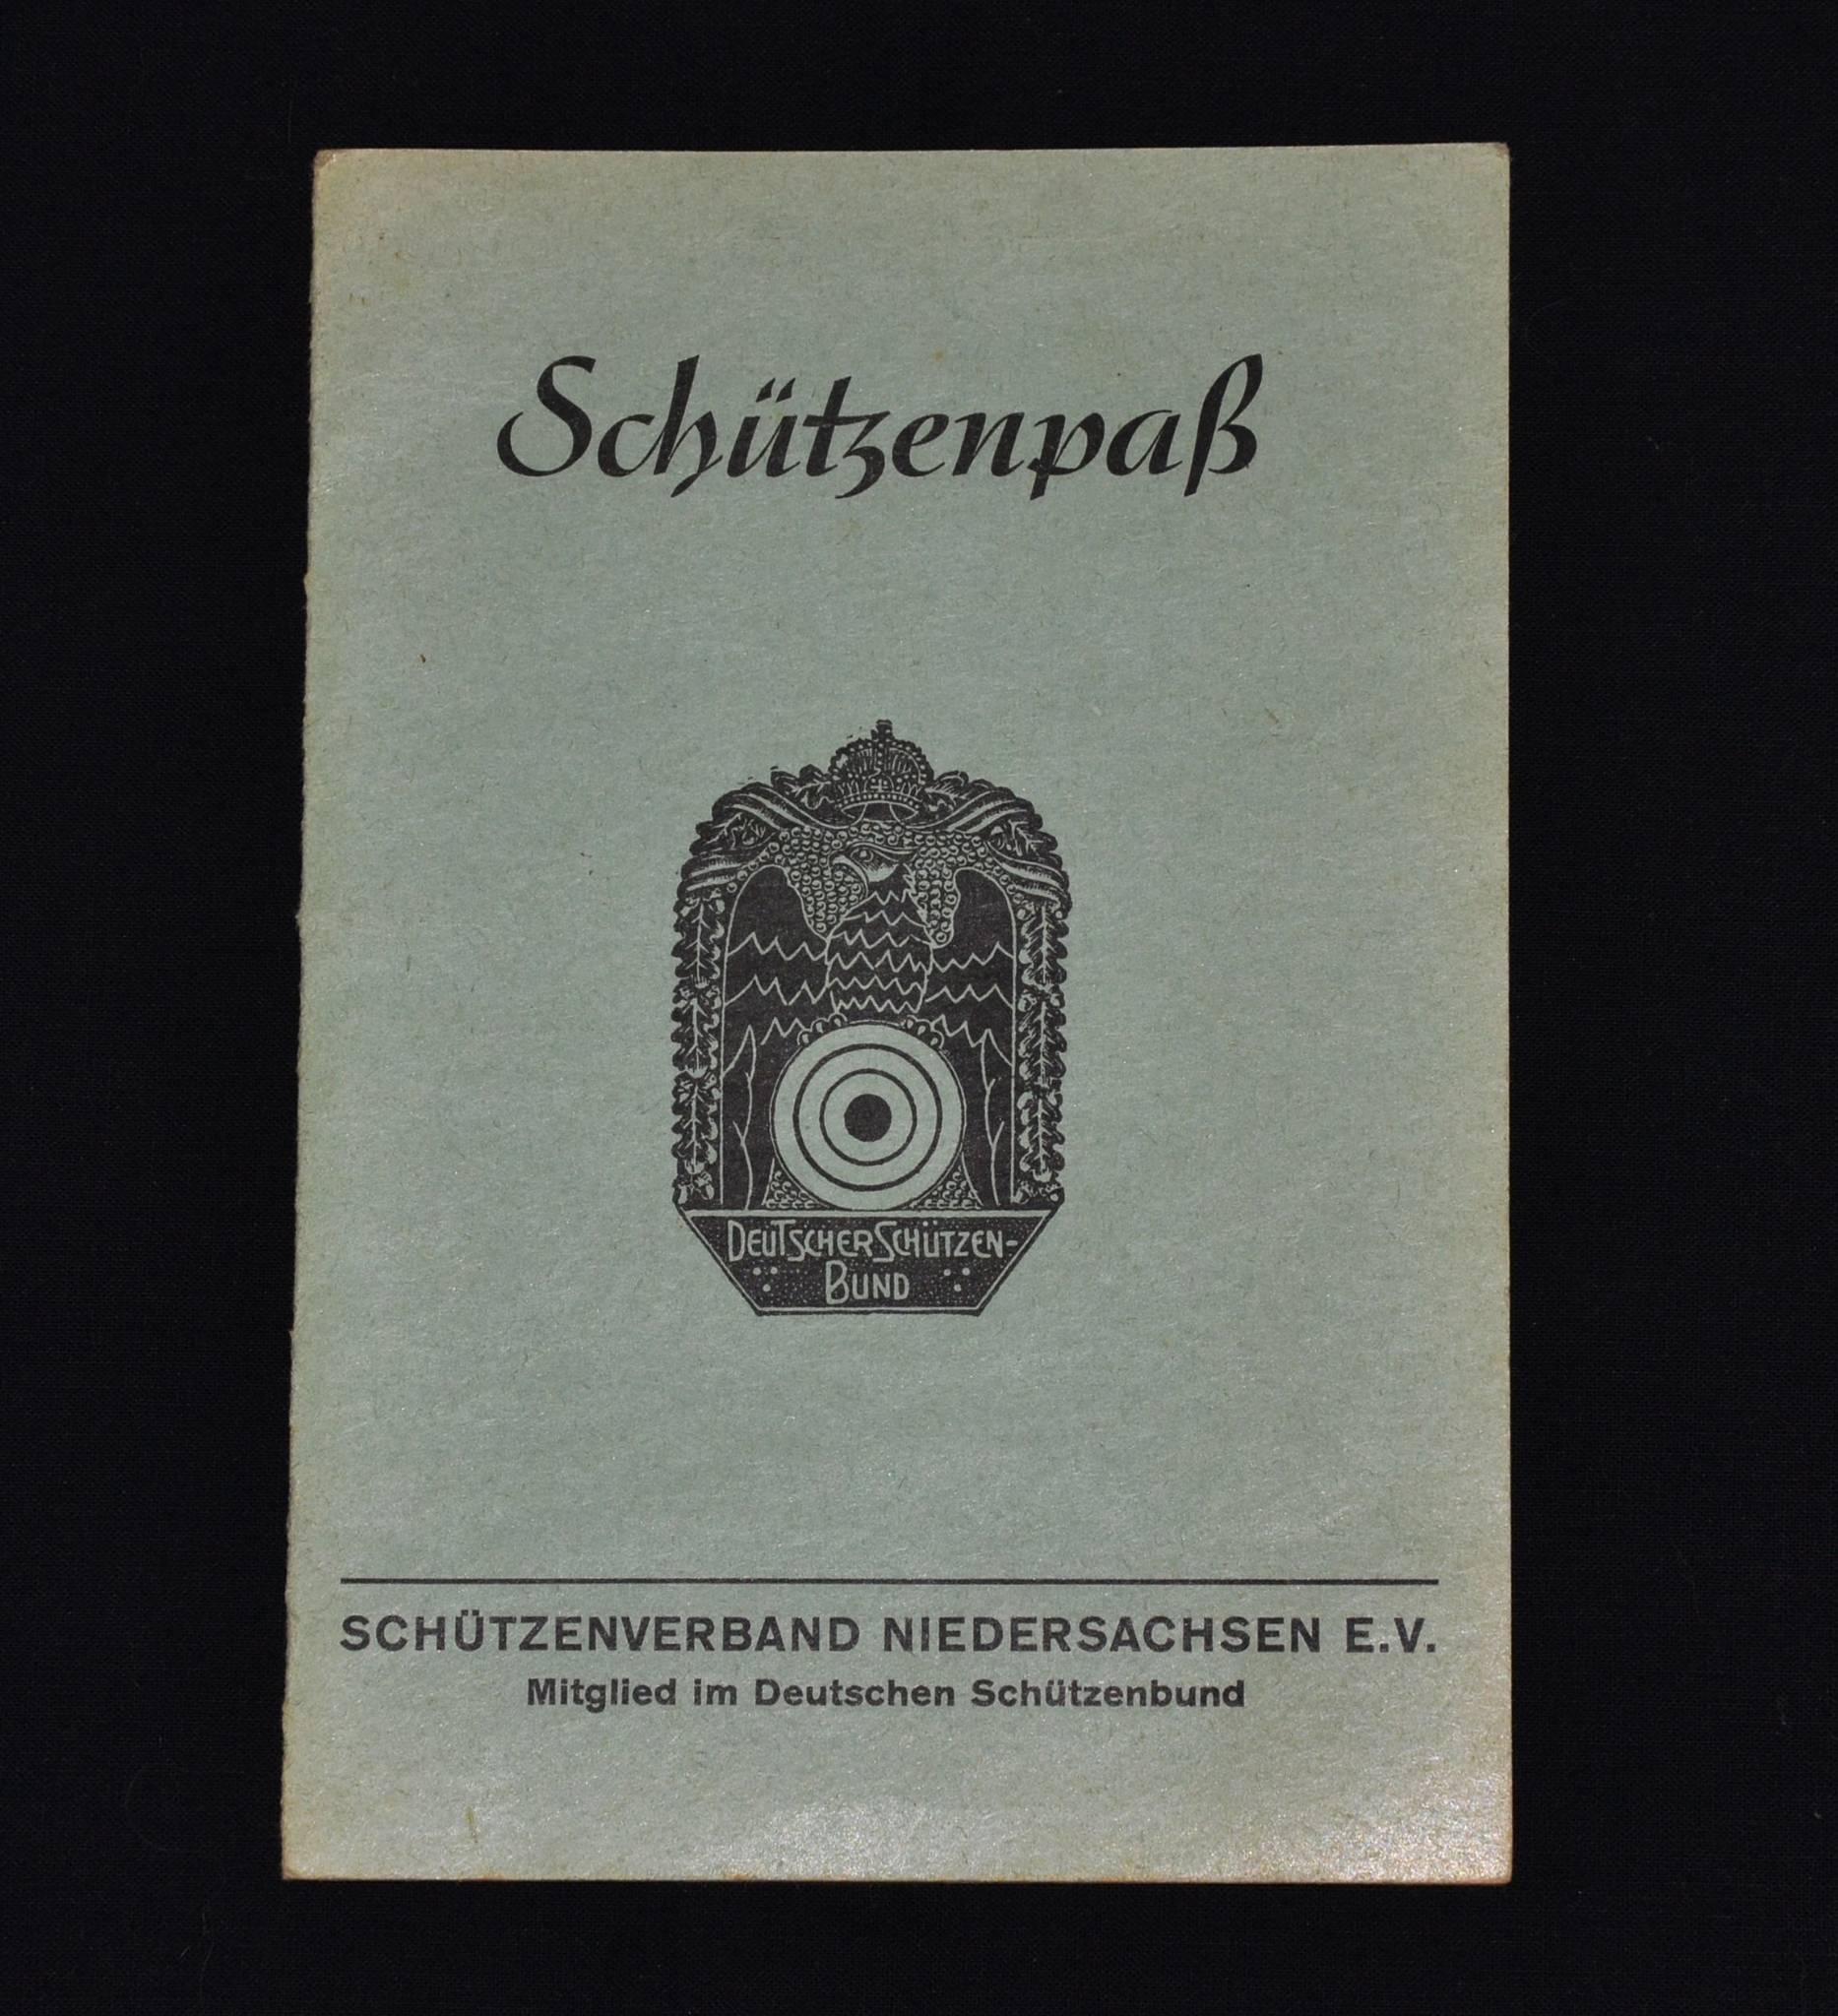 Schützenpaß
DEUTSCHER SCHÜTZEN-
BUND
SCHÜTZENVERBAND NIEDERSACHSEN E.V.
Mitglied im Deutschen Schützenbund